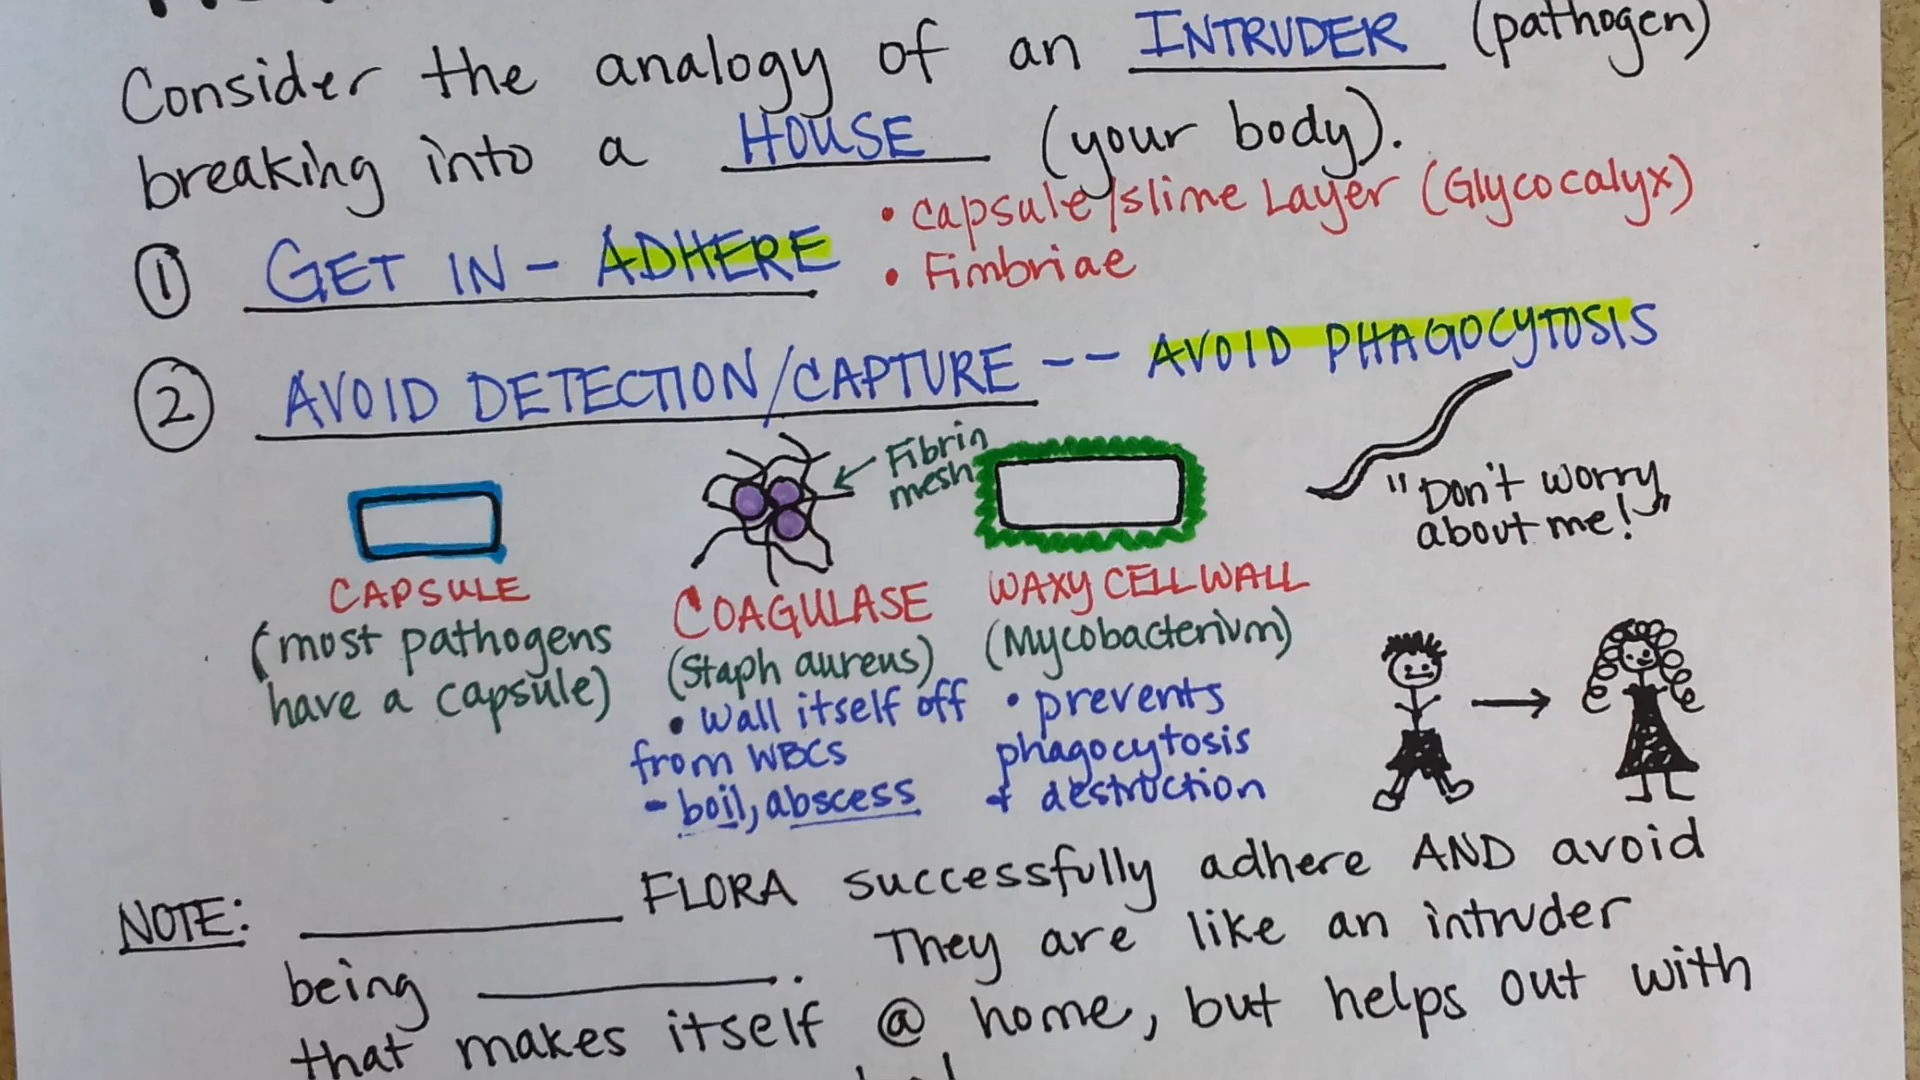 Consider the analogy of an INTRUDER (pathogen)
breaking into a HOUSE (your body).
① GET IN - ADHERE
• capsule/slime Layer (Glycocalyx)
• Fimbriae
② AVOID DETECTION/CAPTURE -- AVOID PHAGOCYTOSIS
Fibrin
mesh
"Don't worry
about me!"
CAPSULE
(most pathogens
have a capsule)
COAGULASE
(Staph aureus)
• wall itself off
from WBCs
- boil, abscess
WAXY CELL WALL
(Mycobacterium)
• prevents
phagocytosis
& destruction
NOTE: __________ FLORA successfully adhere AND avoid
being __________. They are like an intruder
that makes itself @ home, but helps out with